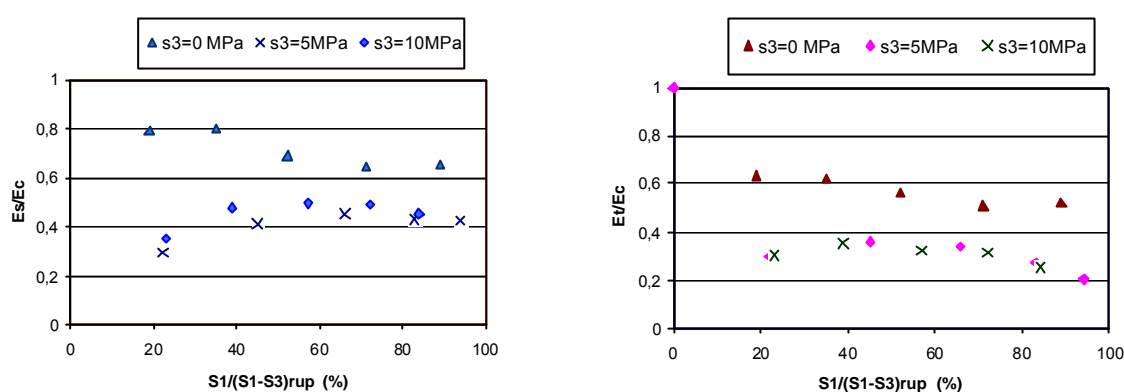 s3=0 MPa s3=5MPa s3=10MPa
1
0,8
0,6
0,4
0,2
0
Es/Ec
0 20 40 60 80 100
S1/(S1-S3)rup (%)
s3=0 MPa s3=5MPa s3=10MPa
1
0,8
0,6
0,4
0,2
0
Et/Ec
0 20 40 60 80 100
S1/(S1-S3)rup (%)